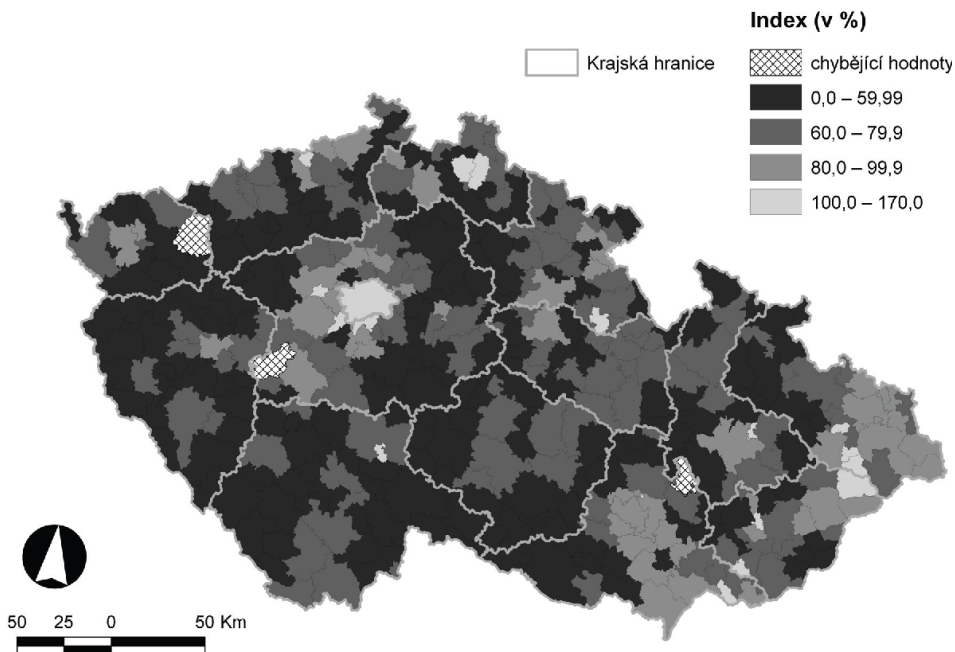 Index (v %)
Krajská hranice
chybějící hodnoty
0,0 – 59,99
60,0 – 79,9
80,0 – 99,9
100,0 – 170,0
50 25 0 50 Km